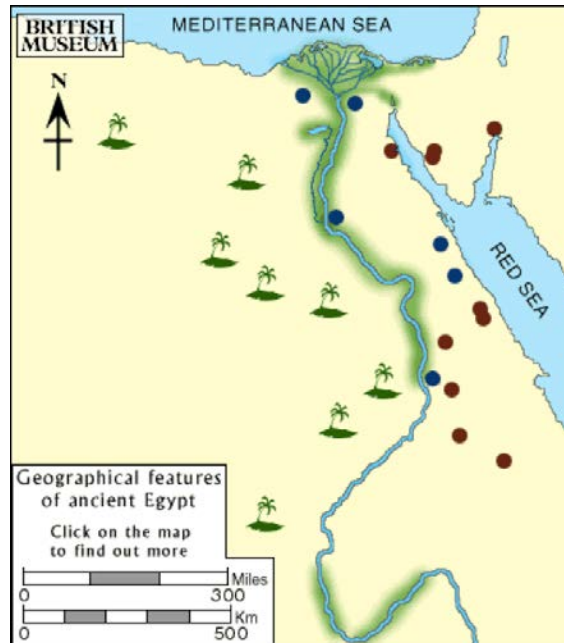 BRITISH
MUSEUM
MEDITERRANEAN SEA
N
RED SEA
Geographical features
of ancient Egypt
Click on the map
to find out more
Miles
0 300
Km
0 500